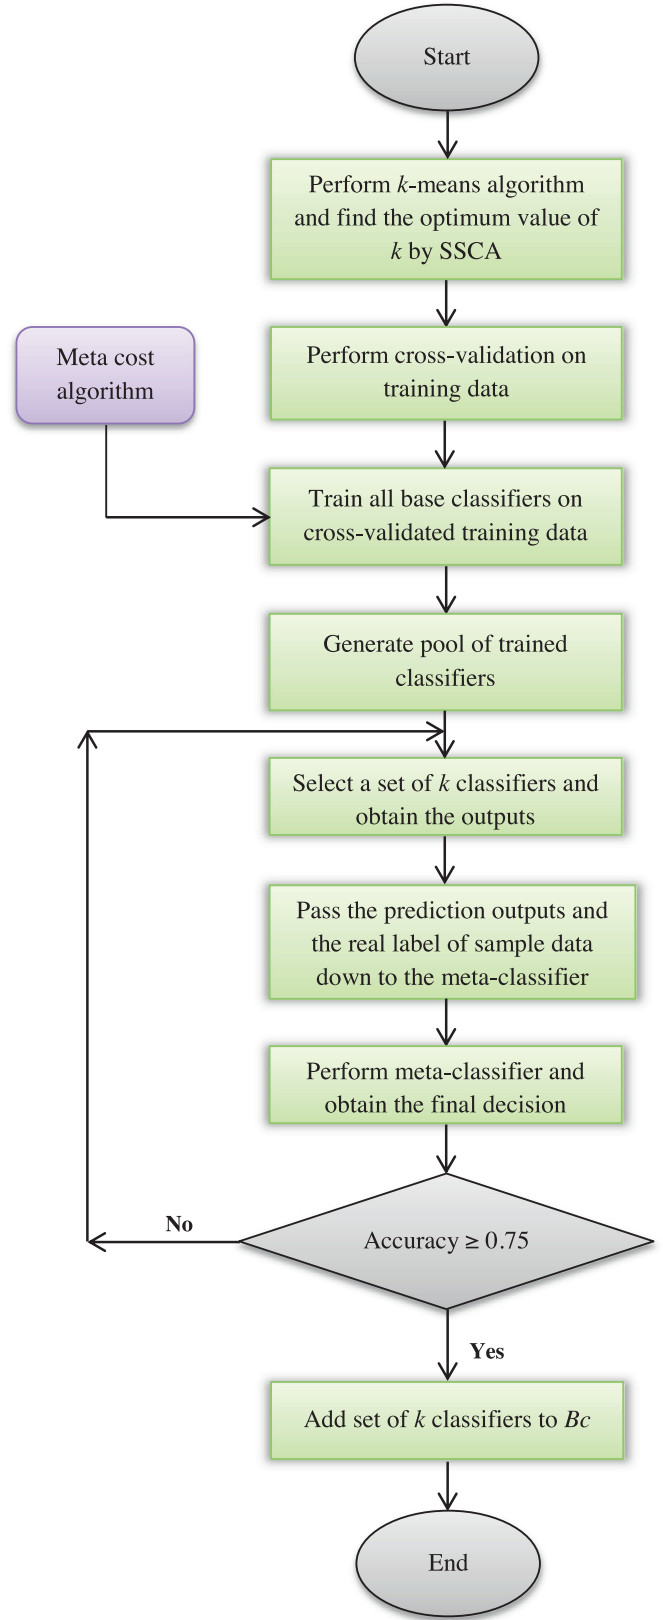 Start
Perform k-means algorithm
and find the optimum value of
k by SSCA
Meta cost
algorithm
Perform cross-validation on
training data
Train all base classifiers on
cross-validated training data
Generate pool of trained
classifiers
Select a set of k classifiers and
obtain the outputs
Pass the prediction outputs and
the real label of sample data
down to the meta-classifier
Perform meta-classifier and
obtain the final decision
No
Accuracy ≥ 0.75
Yes
Add set of k classifiers to Bc
End